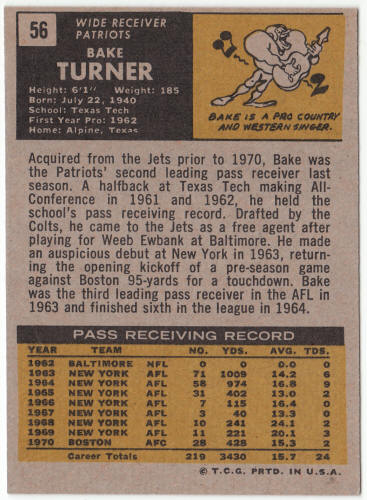 56
WIDE RECEIVER
PATRIOTS
BAKE
TURNER
Height: 6'1" Weight: 185
Born: July 22, 1940
School: Texas Tech
First Year Pro: 1962
Home: Alpine, Texas
BAKE IS A PRO COUNTRY
AND WESTERN SINGER.
Acquired from the Jets prior to 1970, Bake was
the Patriots' second leading pass receiver last
season. A halfback at Texas Tech making All-
Conference in 1961 and 1962, he held the
school's pass receiving record. Drafted by the
Colts, he came to the Jets as a free agent after
playing for Weeb Ewbank at Baltimore. He made
an auspicious debut at New York in 1963, return-
ing the opening kickoff of a pre-season game
against Boston 95-yards for a touchdown. Bake
was the third leading pass receiver in the AFL in
1963 and finished sixth in the league in 1964.
PASS RECEIVING RECORD
YEAR TEAM NO. YDS. AVG. TDS.
1962 BALTIMORE NFL 0 0 0.0 0
1963 NEW YORK AFL 71 1009 14.2 6
1964 NEW YORK AFL 58 974 16.8 9
1965 NEW YORK AFL 31 402 13.0 2
1966 NEW YORK AFL 7 115 16.4 0
1967 NEW YORK AFL 3 40 13.3 0
1968 NEW YORK AFL 10 241 24.1 2
1969 NEW YORK AFL 11 221 20.1 3
1970 BOSTON AFC 28 428 15.3 2
Career Totals 219 3430 15.7 24
© T.C.G. PRTD. IN U.S.A.